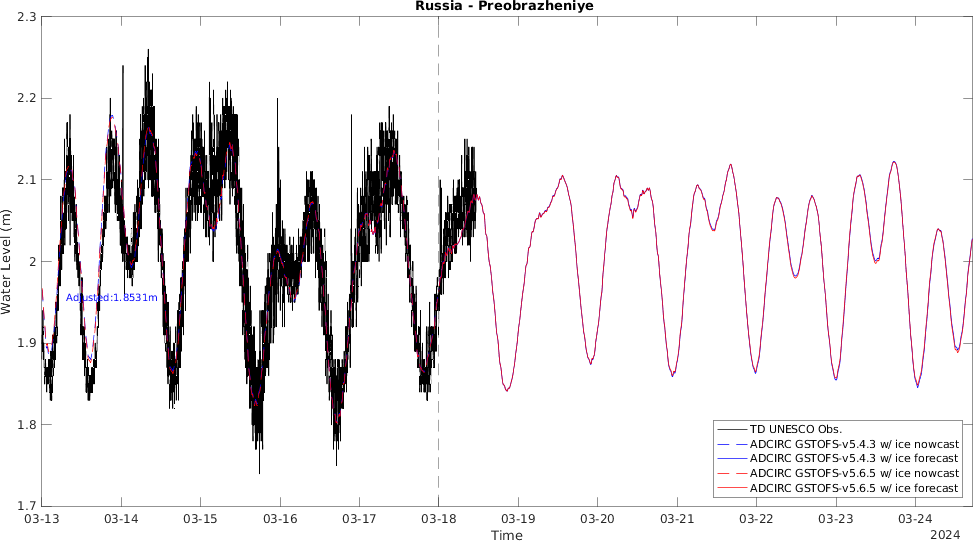 Russia - Preobrazheniye
2.3
2.2
2.1
2
1.9
1.8
1.7
Water Level (m)
Adjusted:1.8531m
TD UNESCO Obs.
ADCIRC GSTOFS-v5.4.3 w/ ice nowcast
ADCIRC GSTOFS-v5.4.3 w/ ice forecast
ADCIRC GSTOFS-v5.6.5 w/ ice nowcast
ADCIRC GSTOFS-v5.6.5 w/ ice forecast
03-13 03-14 03-15 03-16 03-17 03-18 03-19 03-20 03-21 03-22 03-23 03-24
Time
2024